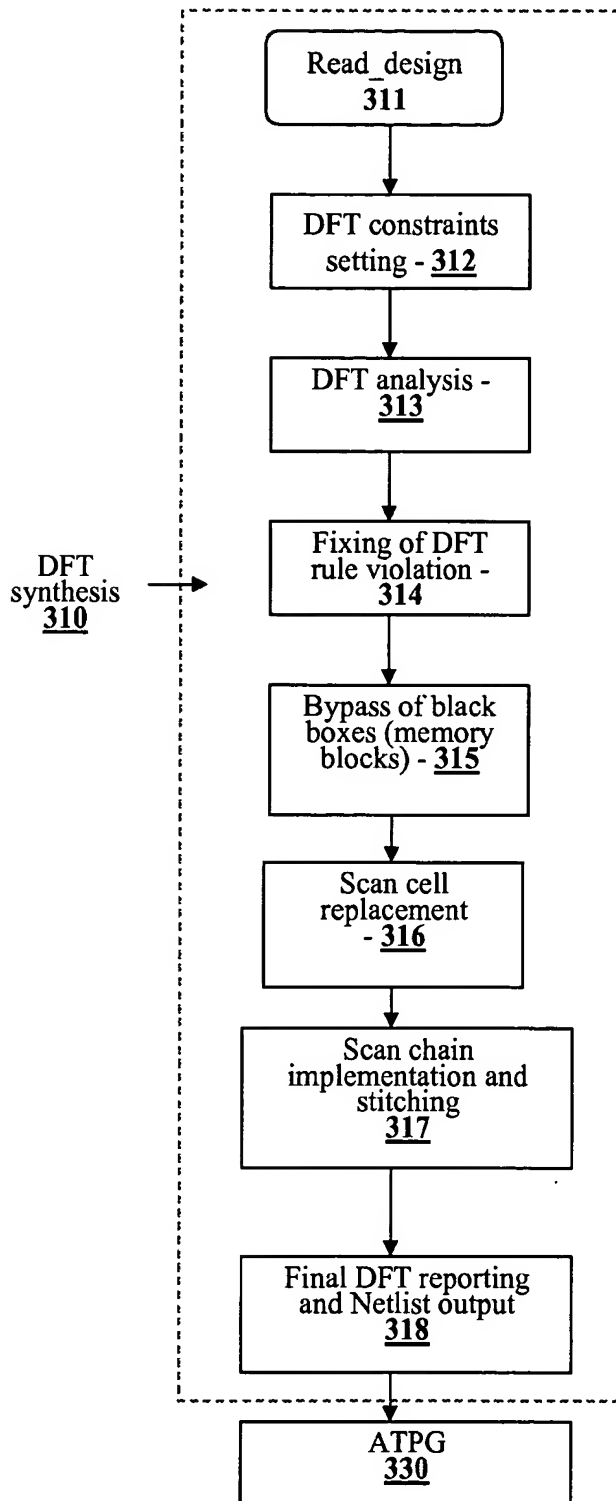 Read_design
311
DFT constraints
setting - 312
DFT analysis -
313
Fixing of DFT
rule violation -
314
DFT
synthesis
310
Bypass of black
boxes (memory
blocks) - 315
Scan cell
replacement
- 316
Scan chain
implementation and
stitching
317
Final DFT reporting
and Netlist output
318
ATPG
330